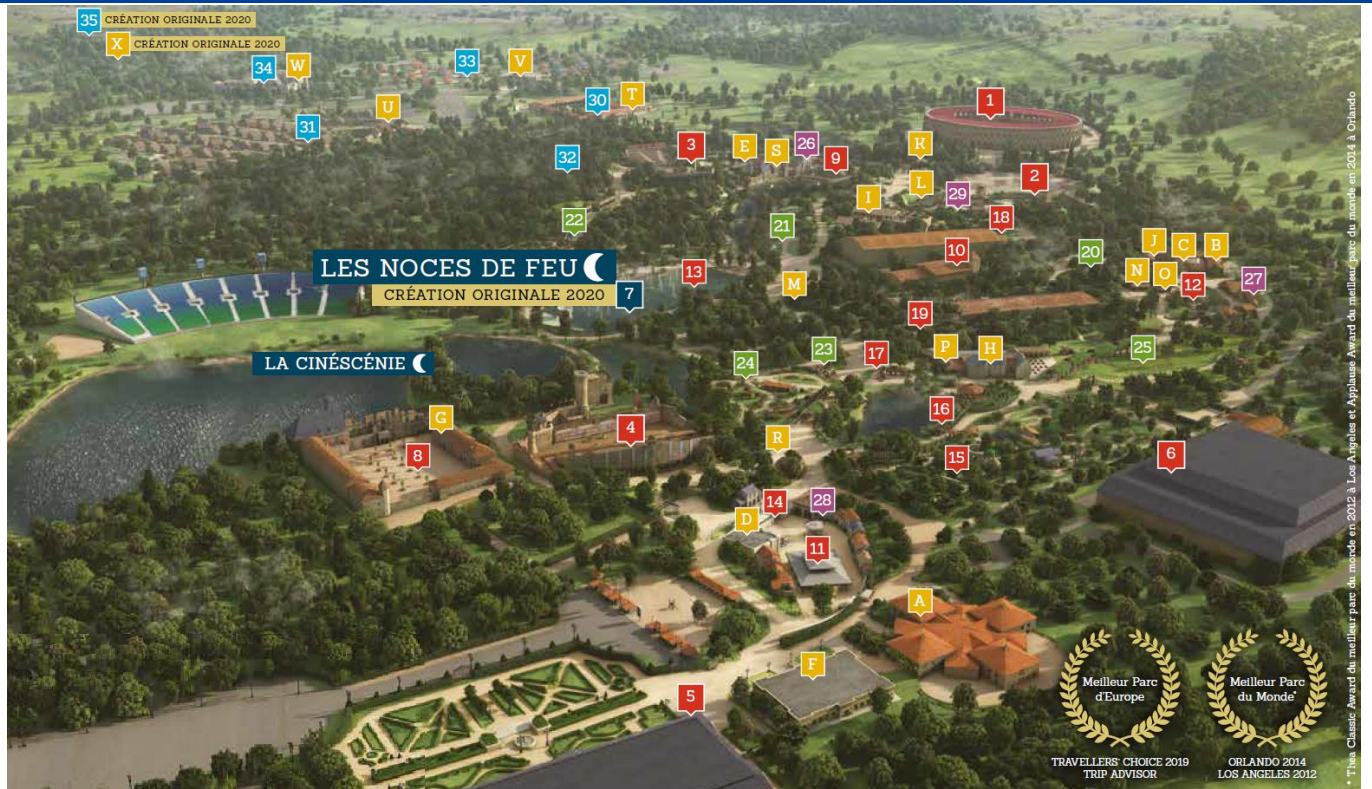 35 CRÉATION ORIGINALE 2020
X CRÉATION ORIGINALE 2020
34
W
33
V
30
T
U
31
32
1
3
E
S
26
9
K
2
I
L
29
18
22
21
10
20
J
C
B
N
O
12
27
LES NOCES DE FEU
CRÉATION ORIGINALE 2020
7
13
M
19
LA CINÉSCÉNIE
24
23
17
P
H
25
G
8
4
R
16
15
6
D
14
28
11
A
F
5
Meilleur Parc
d'Europe
TRAVELLERS' CHOICE 2019
TRIP ADVISOR
Meilleur Parc
du Monde*
ORLANDO 2014
LOS ANGELES 2012
* Thea Classic Award du meilleur parc du monde en 2012 à Los Angeles et Applause Award du meilleur parc du monde en 2014 à Orlando